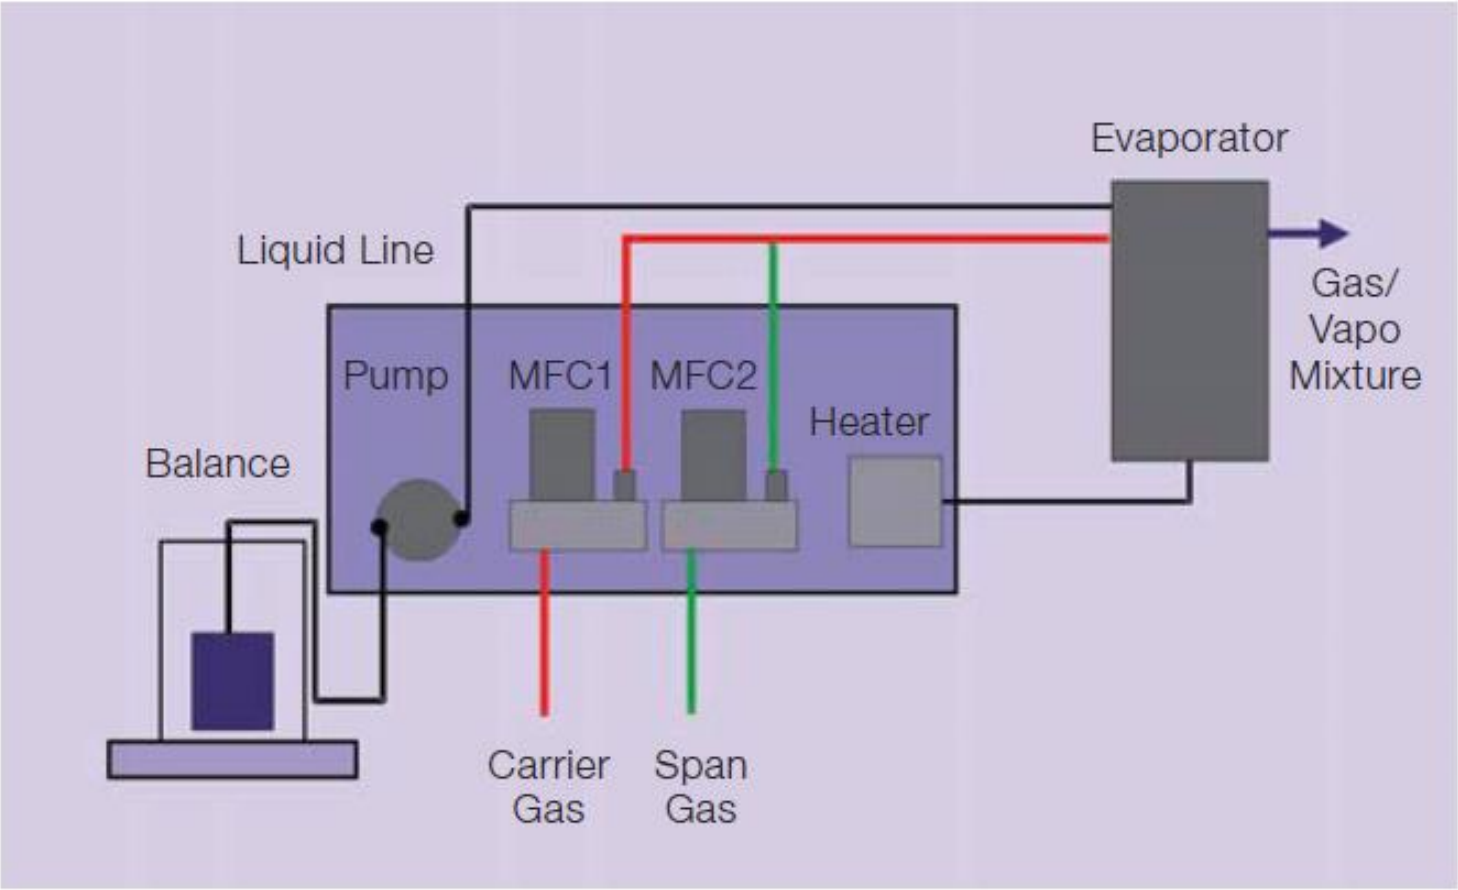 Evaporator
Liquid Line
Gas/
Vapo
Mixture
Pump
MFC1
MFC2
Heater
Balance
Carrier
Gas
Span
Gas